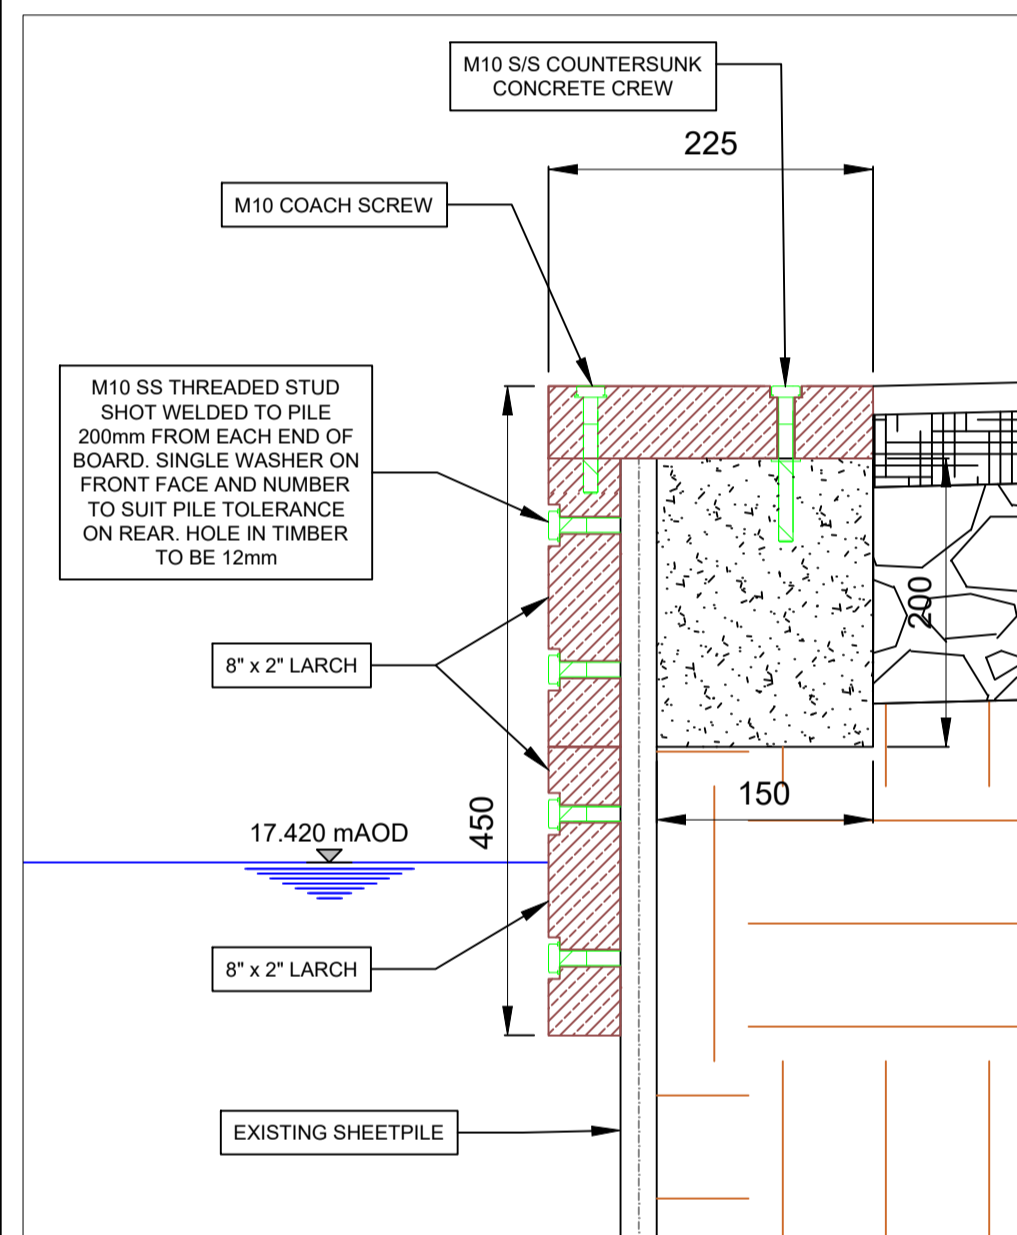 M10 S/S COUNTERSUNK
CONCRETE CREW
225
M10 COACH SCREW
M10 SS THREADED STUD
SHOT WELDED TO PILE
200mm FROM EACH END OF
BOARD. SINGLE WASHER ON
FRONT FACE AND NUMBER
TO SUIT PILE TOLERANCE
ON REAR. HOLE IN TIMBER
TO BE 12mm
200
8" x 2" LARCH
150
450
17.420 mAOD
8" x 2" LARCH
EXISTING SHEETPILE